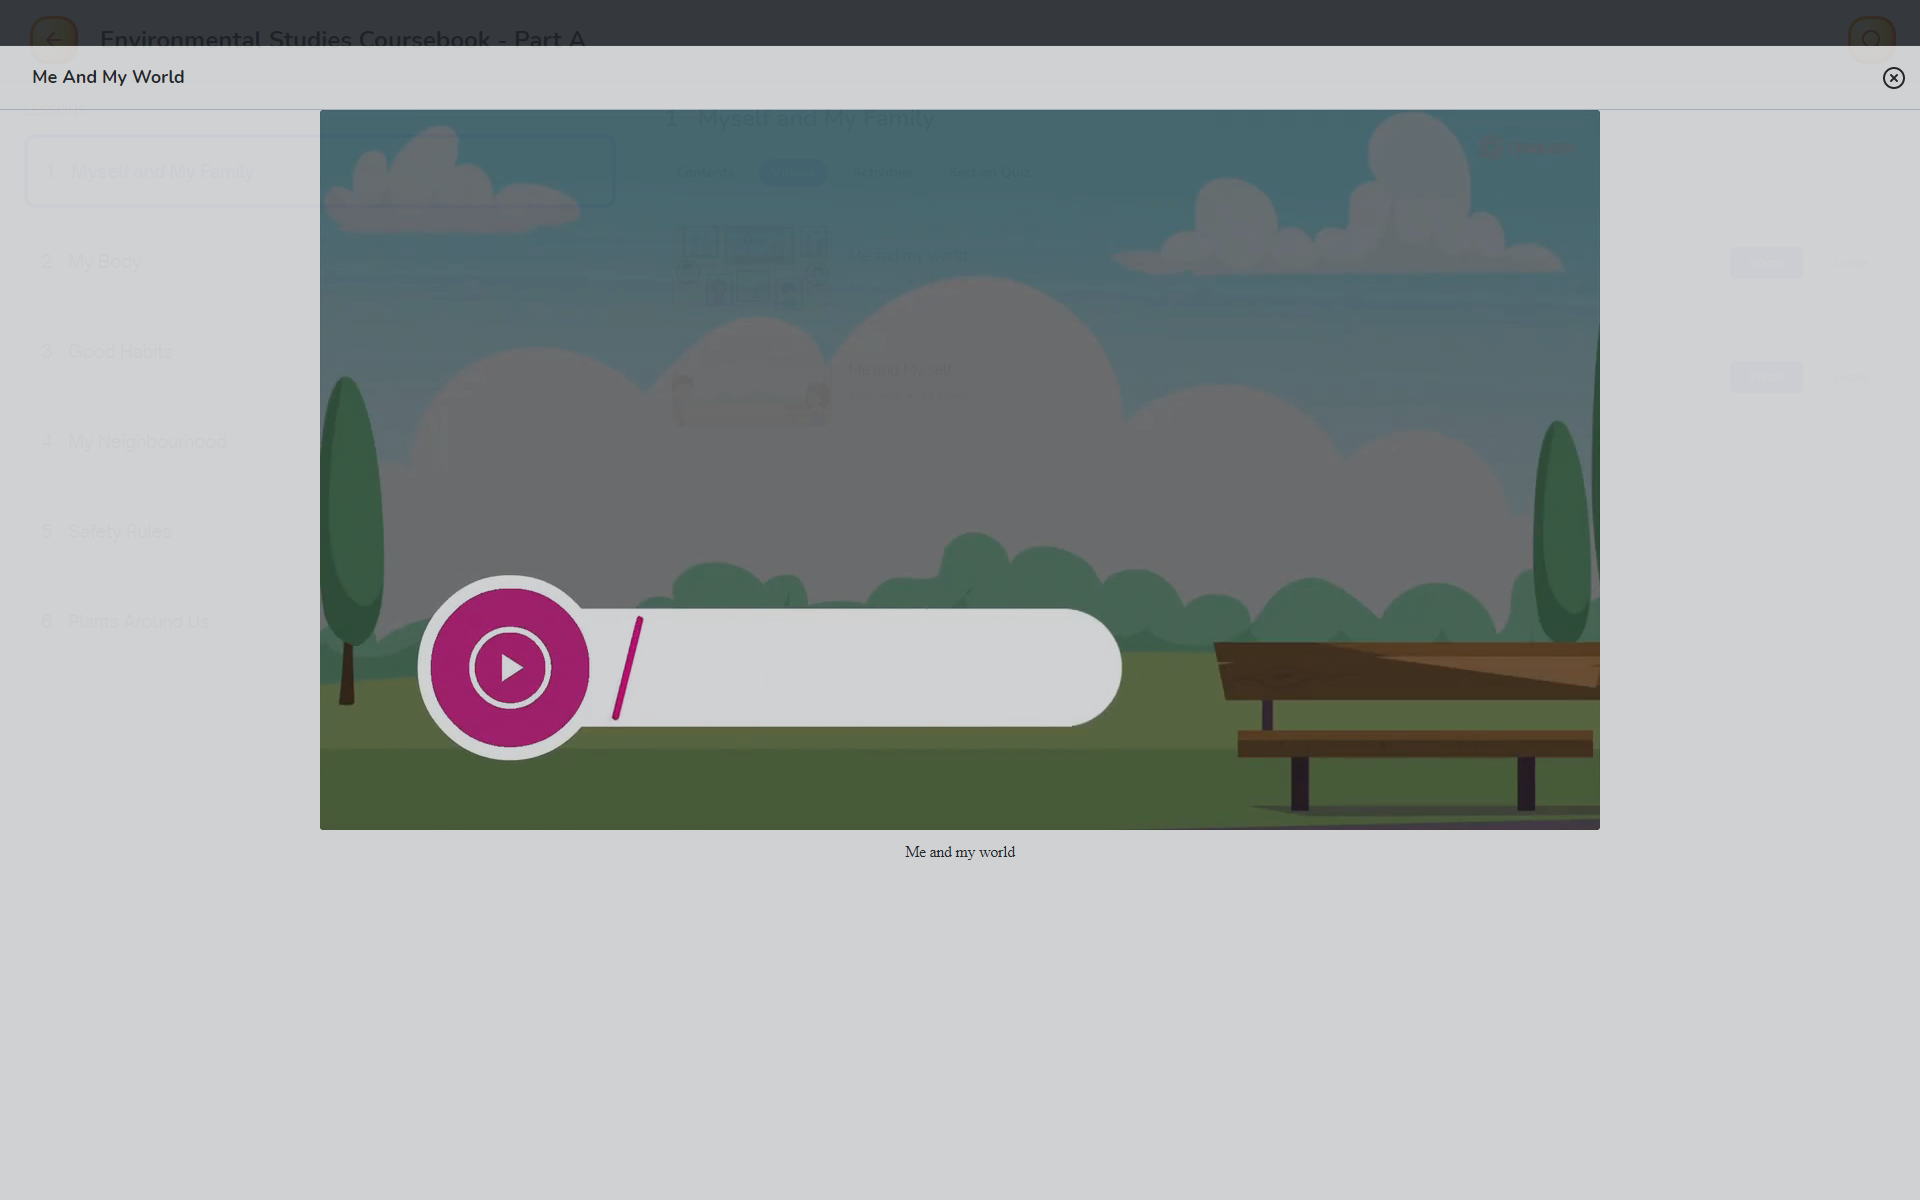 Environmental Studies Coursebook - Part A
Me And My World
1 Myself and My Family
1 Myself and My Family
Contents Videos Activities Section Quiz
2 My Body
Me and my world
3 Good Habits
Me and Myself
4 My Neighbourhood
5 Safety Rules
6 Plants Around Us
Me and my world